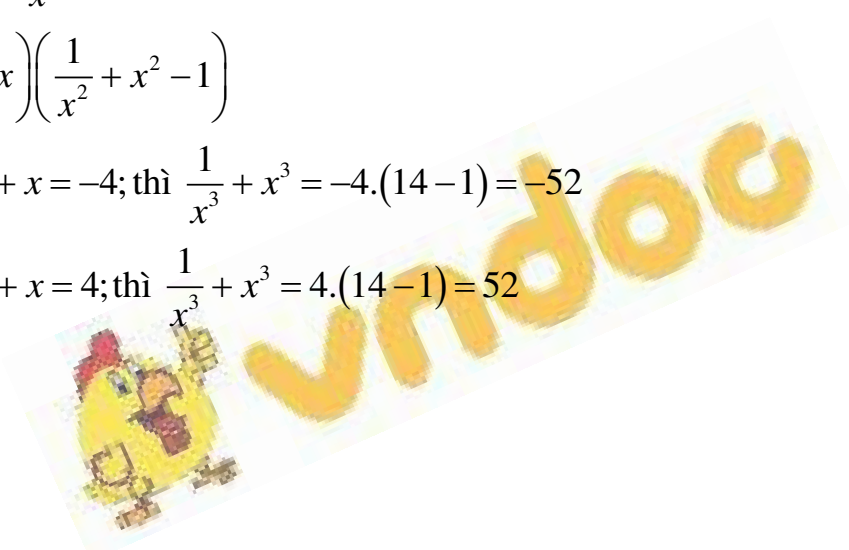 x
x)(1/x² + x² − 1)
+ x = −4; thì 1/x³ + x³ = −4.(14 − 1) = −52
+ x = 4; thì 1/x³ + x³ = 4.(14 − 1) = 52
vndoc